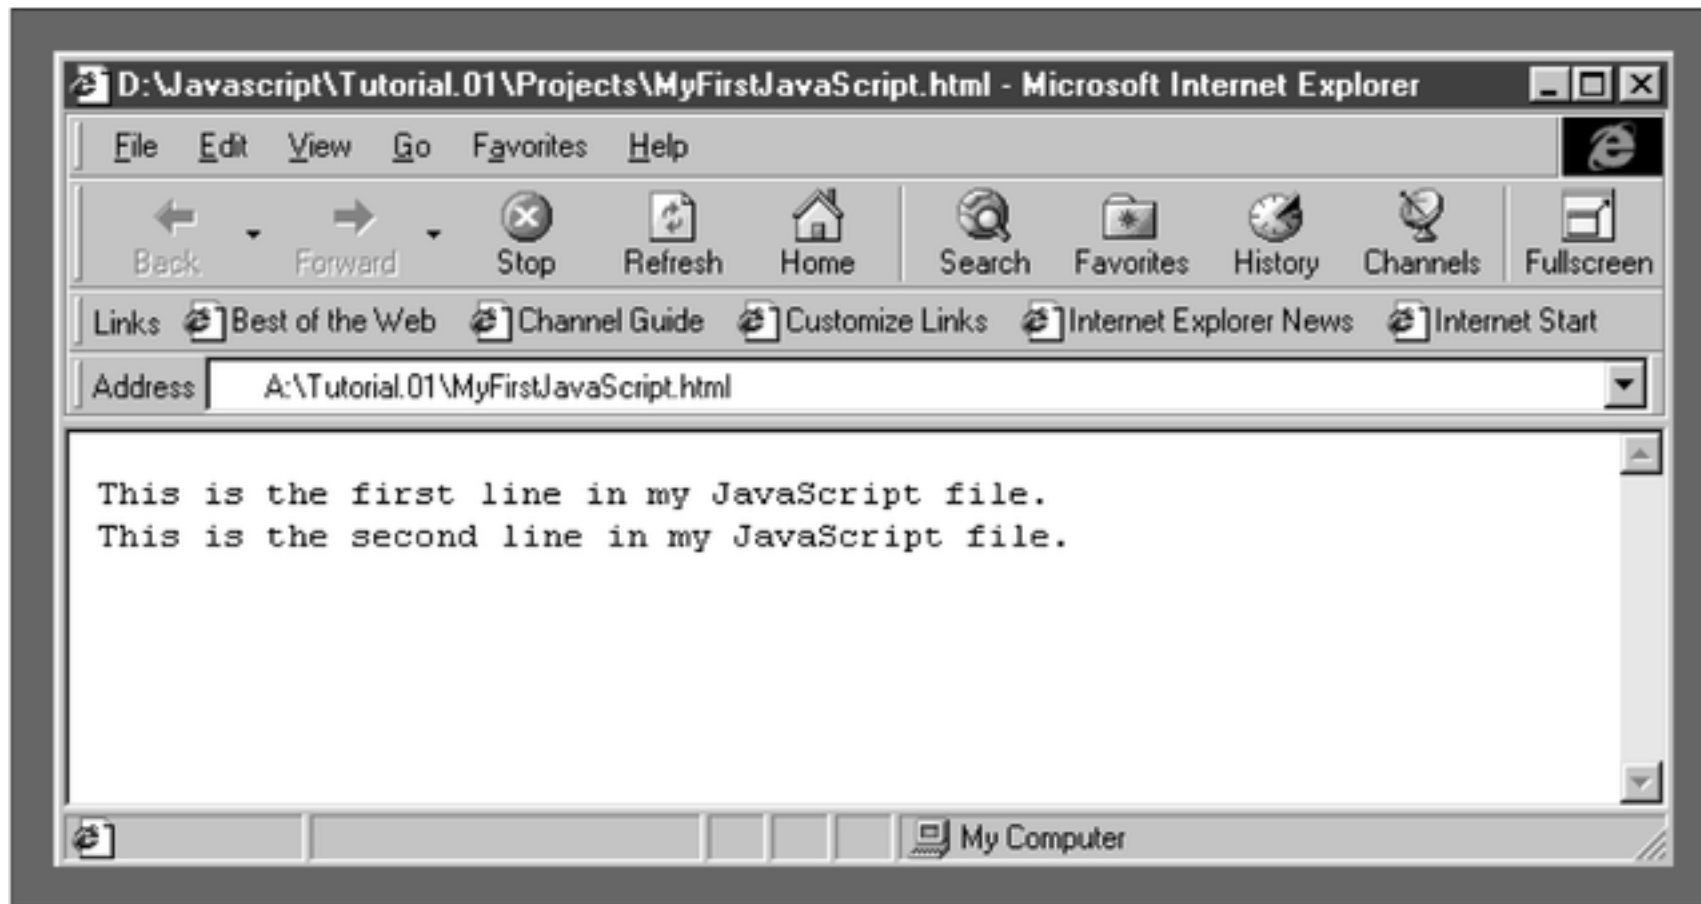 D:\Javascript\Tutorial.01\Projects\MyFirstJavaScript.html - Microsoft Internet Explorer
File Edit View Go Favorites Help
Back Forward Stop Refresh Home Search Favorites History Channels Fullscreen
Links Best of the Web Channel Guide Customize Links Internet Explorer News Internet Start
Address A:\Tutorial.01\MyFirstJavaScript.html
This is the first line in my JavaScript file.
This is the second line in my JavaScript file.
My Computer